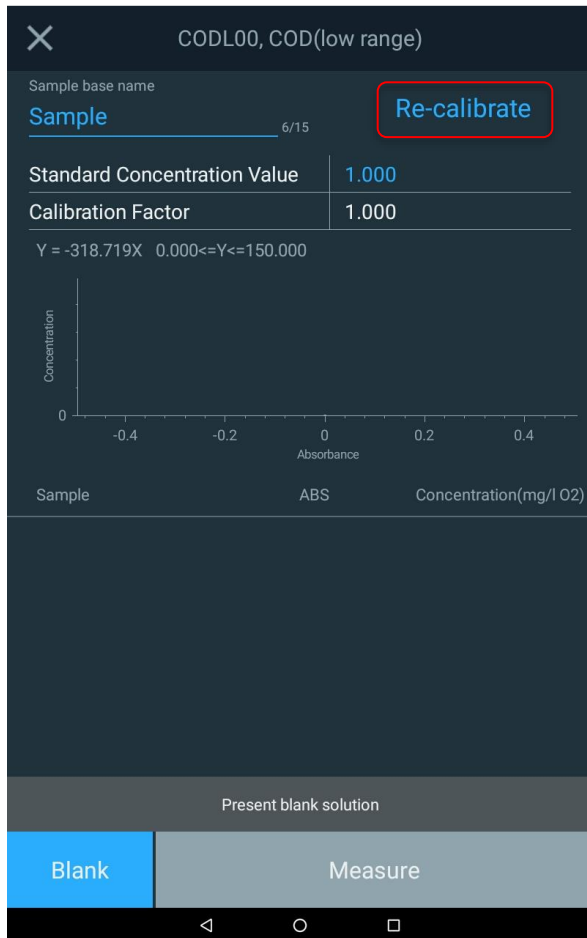 CODL00, COD(low range)
Sample base name
Sample
6/15
Re-calibrate
Standard Concentration Value 1.000
Calibration Factor 1.000
Y = -318.719X 0.000<=Y<=150.000
Concentration
0
-0.4 -0.2 0 0.2 0.4
Absorbance
Sample ABS Concentration(mg/l O2)
Present blank solution
Blank Measure